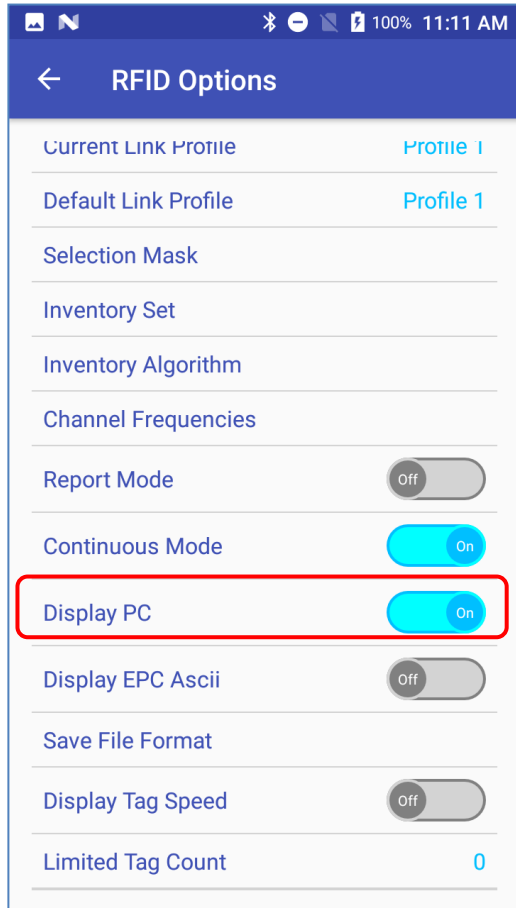 100% 11:11 AM
RFID Options
Current Link Profile Profile 1
Default Link Profile Profile 1
Selection Mask
Inventory Set
Inventory Algorithm
Channel Frequencies
Report Mode Off
Continuous Mode On
Display PC On
Display EPC Ascii Off
Save File Format
Display Tag Speed Off
Limited Tag Count 0